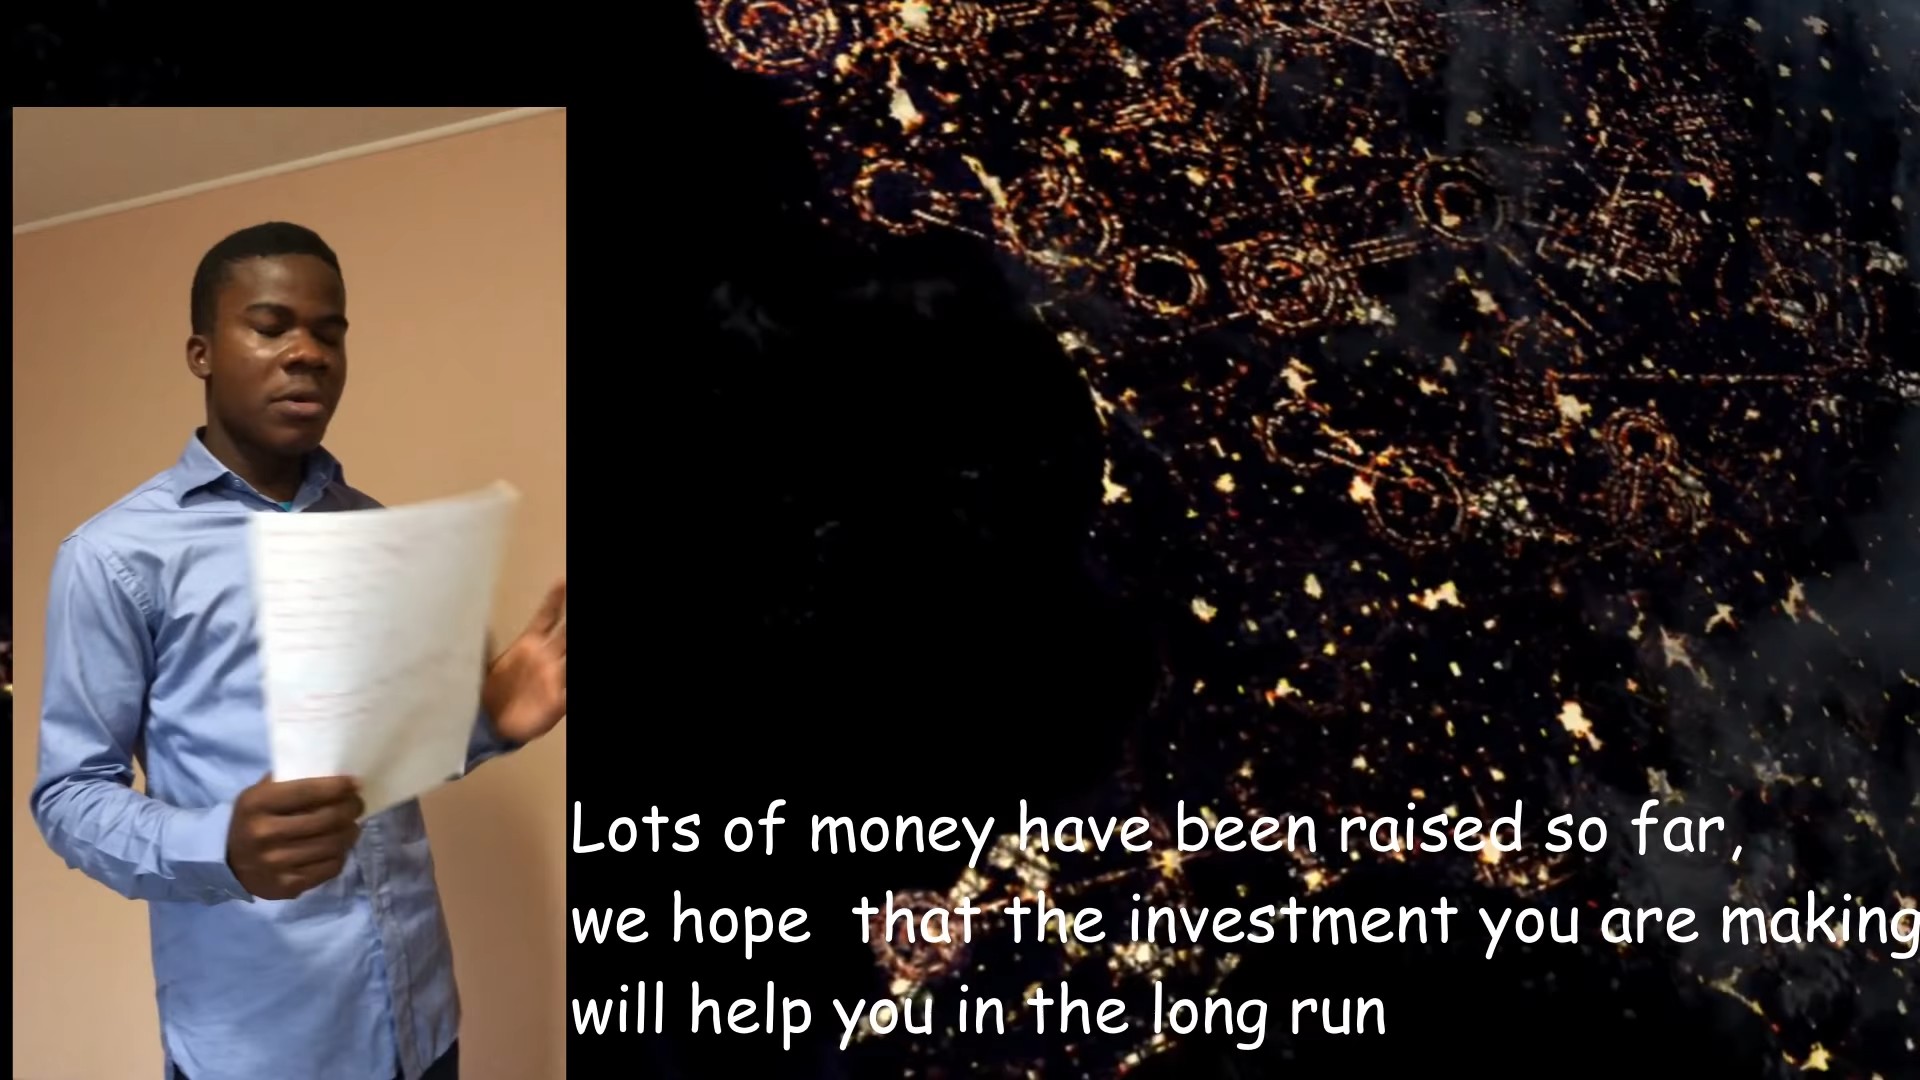 Lots of money have been raised so far,
we hope  that the investment you are making
will help you in the long run